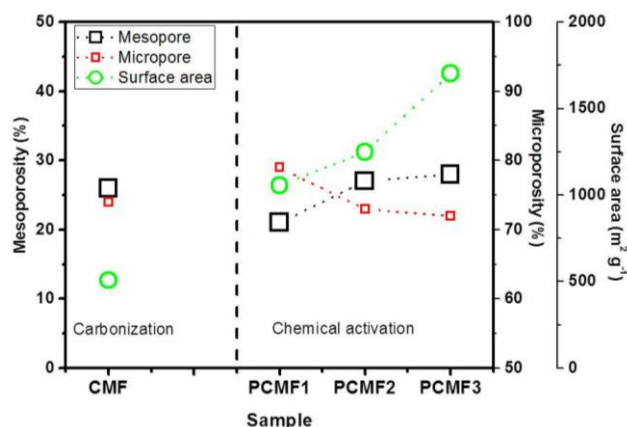 Mesopore
Micropore
Surface area
50
40
30
20
10
0
Mesoporosity (%)
100
90
80
70
60
50
Microporosity (%)
2000
1500
1000
500
0
Surface area (m² g⁻¹)
Carbonization
Chemical activation
CMF
PCMF1
PCMF2
PCMF3
Sample